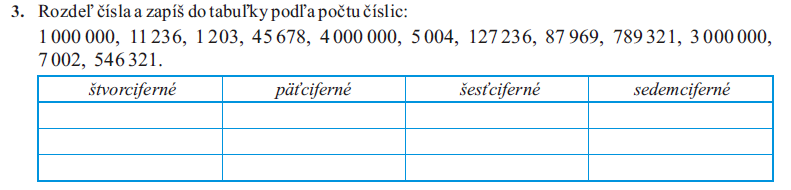 3. Rozdeľ čísla a zapíš do tabuľky podľa počtu číslic:
1 000 000, 11 236, 1 203, 45 678, 4 000 000, 5 004, 127 236, 87 969, 789 321, 3 000 000,
7 002, 546 321.
štvorciferné päťciferné šesťciferné sedemciferné